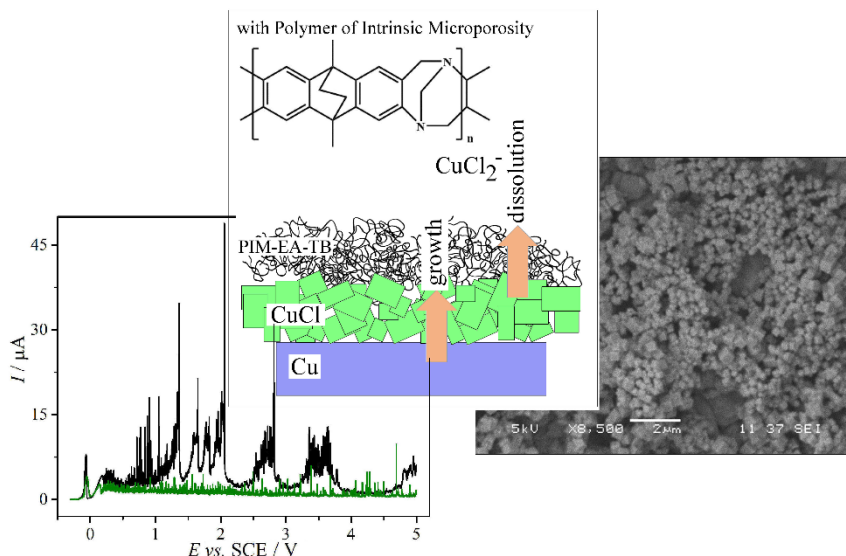 with Polymer of Intrinsic Microporosity
N
N
n
CuCl2-
dissolution
growth
PIM-EA-TB
CuCl
Cu
45
30
15
0
I / µA
0 1 2 3 4 5
E vs. SCE / V
5kV X8,500 2µm 11 37 SEI